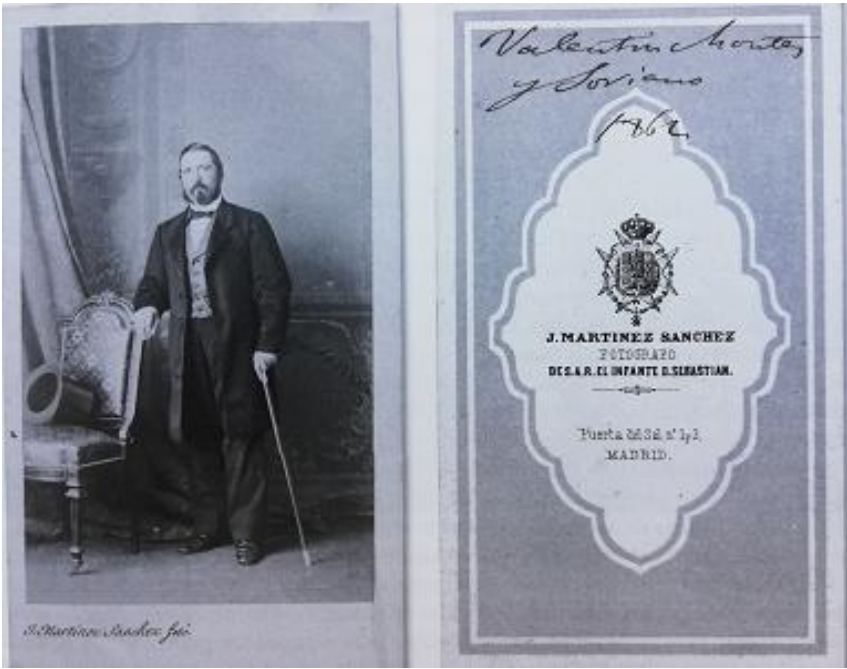 J. Martinez Sanchez fotó.
Valentin Montes
y Soriano
1862
J. MARTINEZ SANCHEZ
FOTOGRAFO
DE S.A.R. EL INFANTE D. SEBASTIAN.
Puerta del Sol nº 1 y 3,
MADRID.